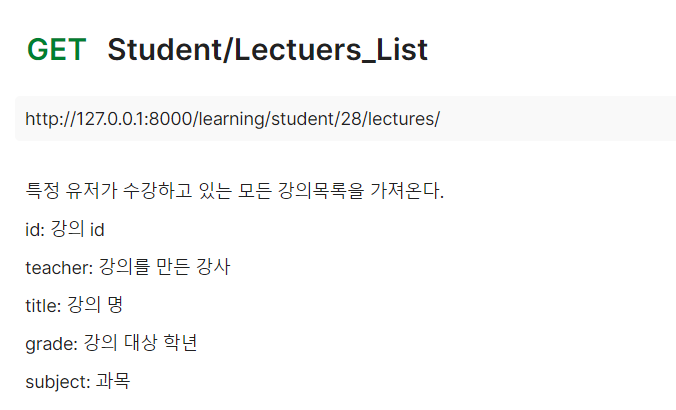 GET Student/Lectuers_List
http://127.0.0.1:8000/learning/student/28/lectures/
특정 유저가 수강하고 있는 모든 강의목록을 가져온다.
id: 강의 id
teacher: 강의를 만든 강사
title: 강의 명
grade: 강의 대상 학년
subject: 과목